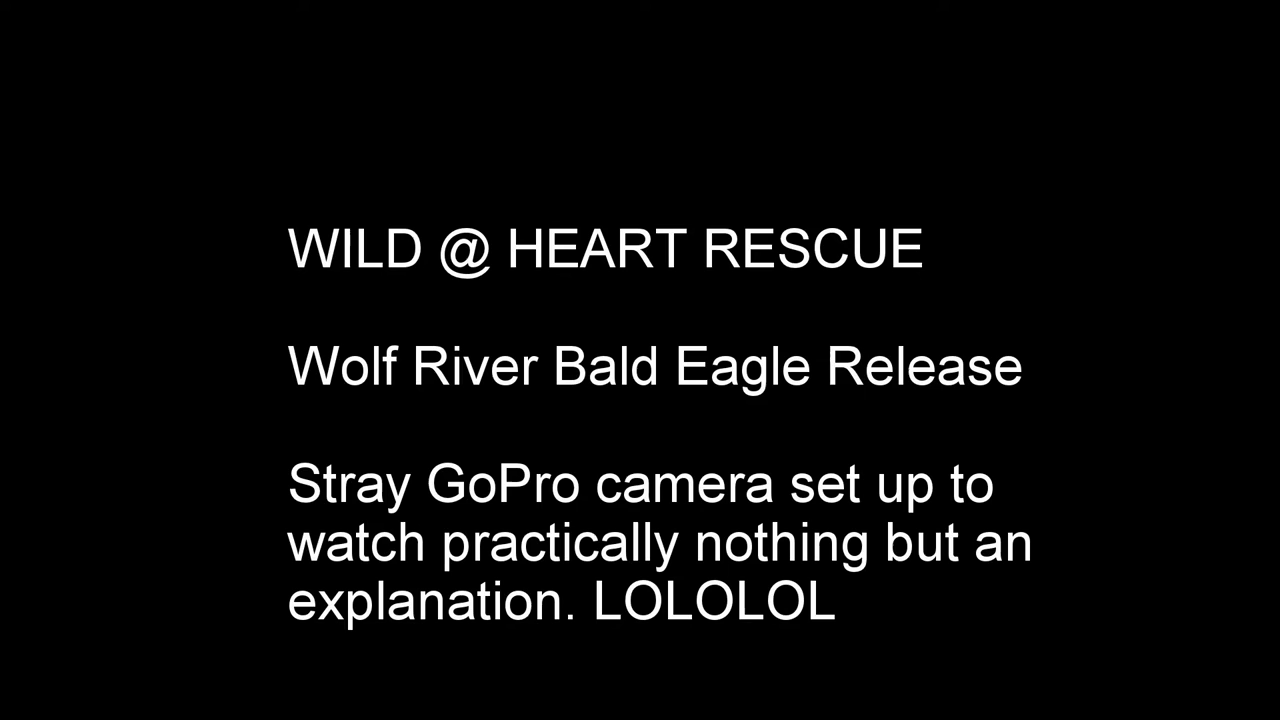 WILD @ HEART RESCUE
Wolf River Bald Eagle Release
Stray GoPro camera set up to
watch practically nothing but an
explanation. LOLOLOL